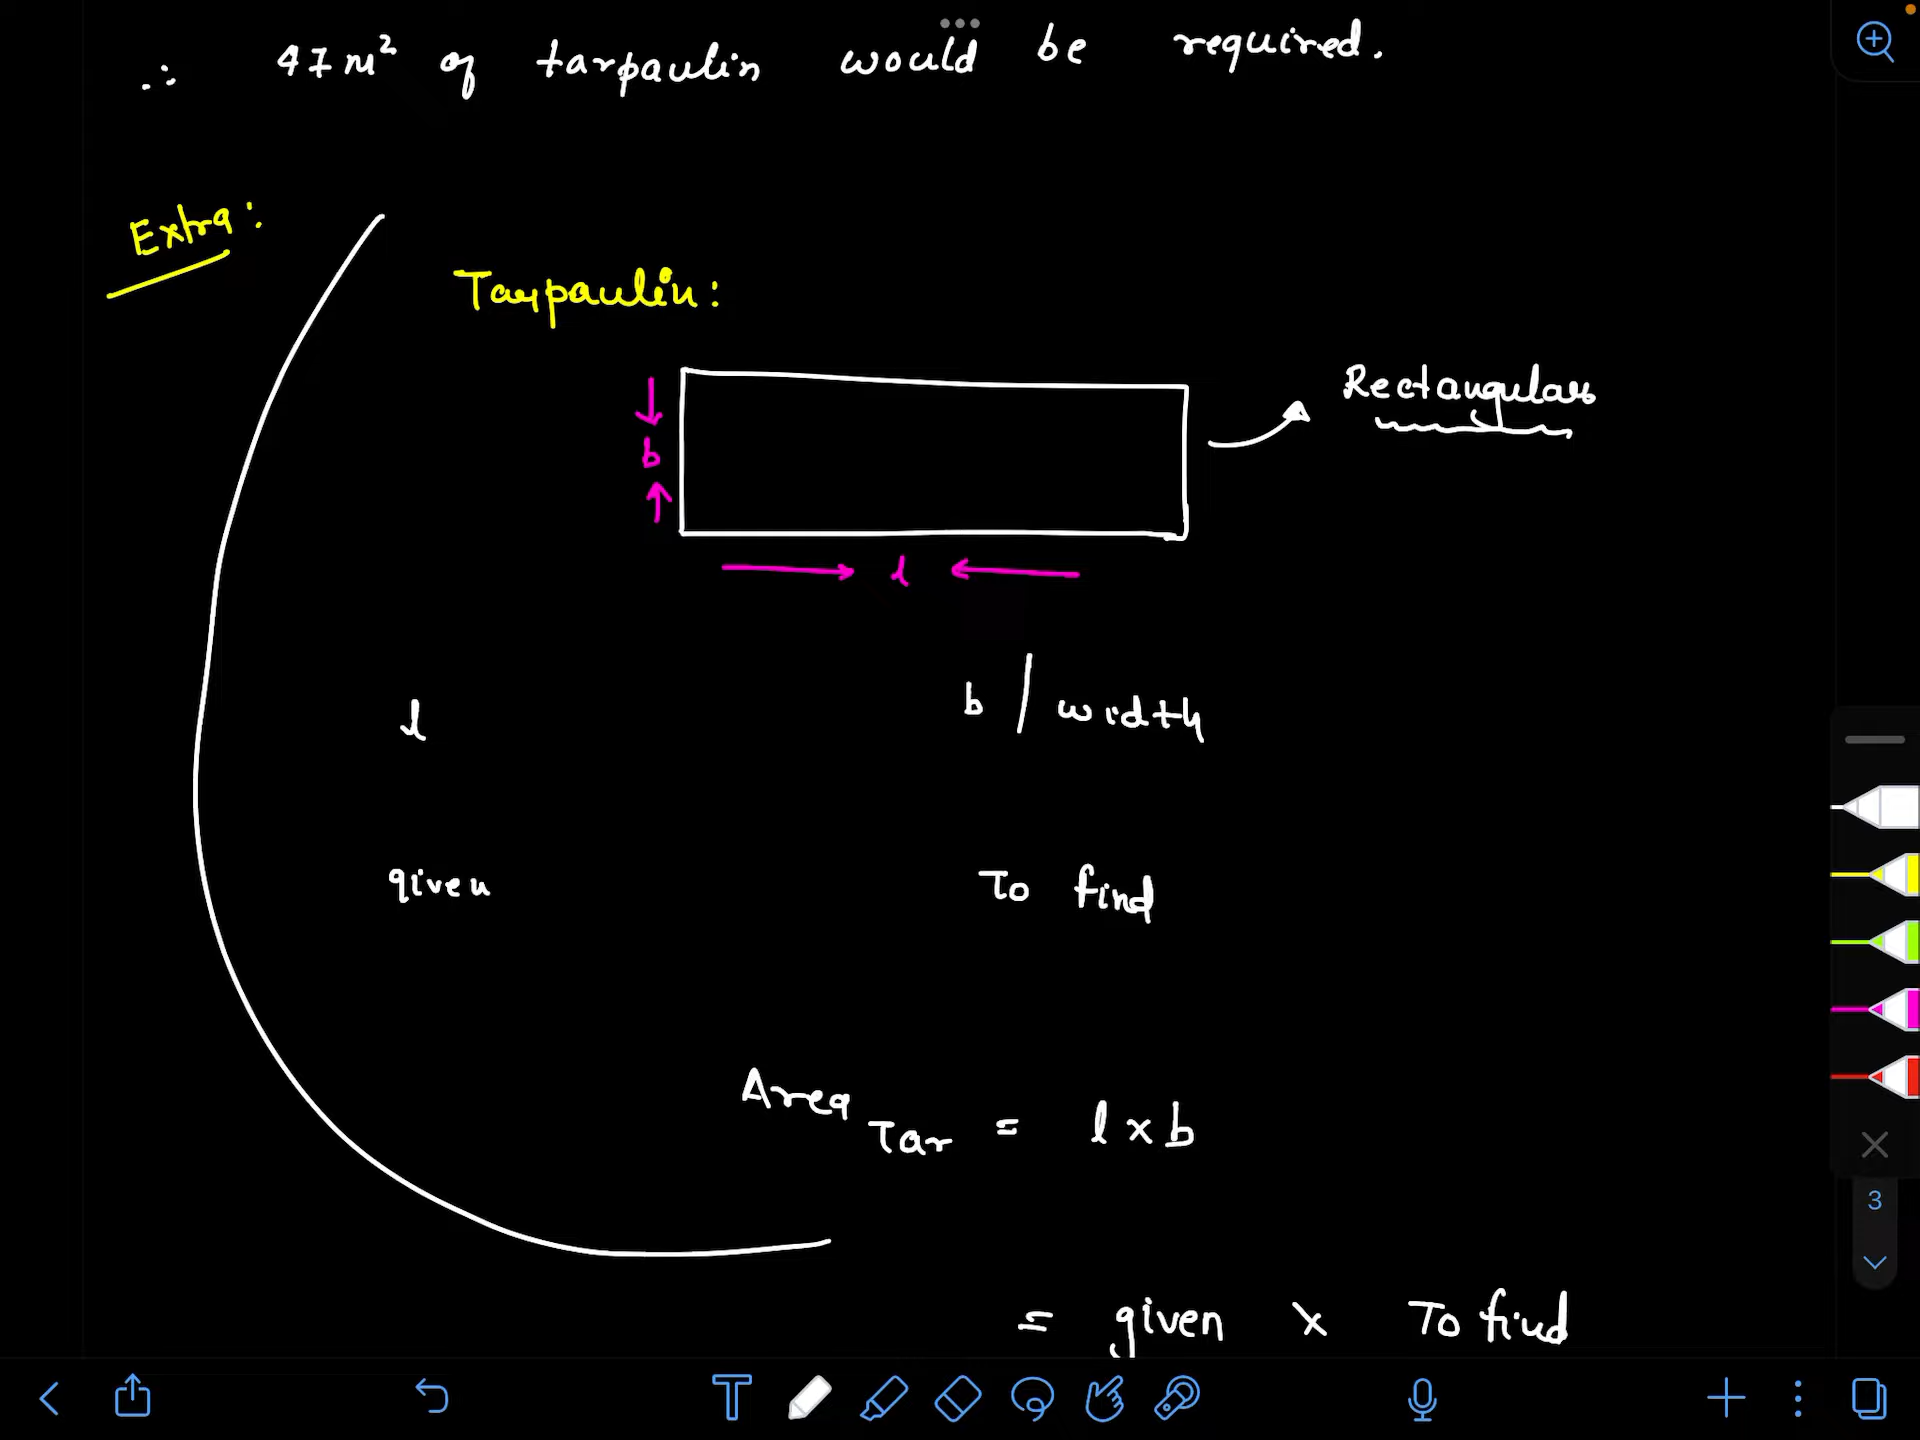 ∴ 47 m² of tarpaulin would be required.
Extra:
Tarpaulin:
b
Rectangular
l
l b / width
given To find
Area Tar = l x b
= given x To find
3